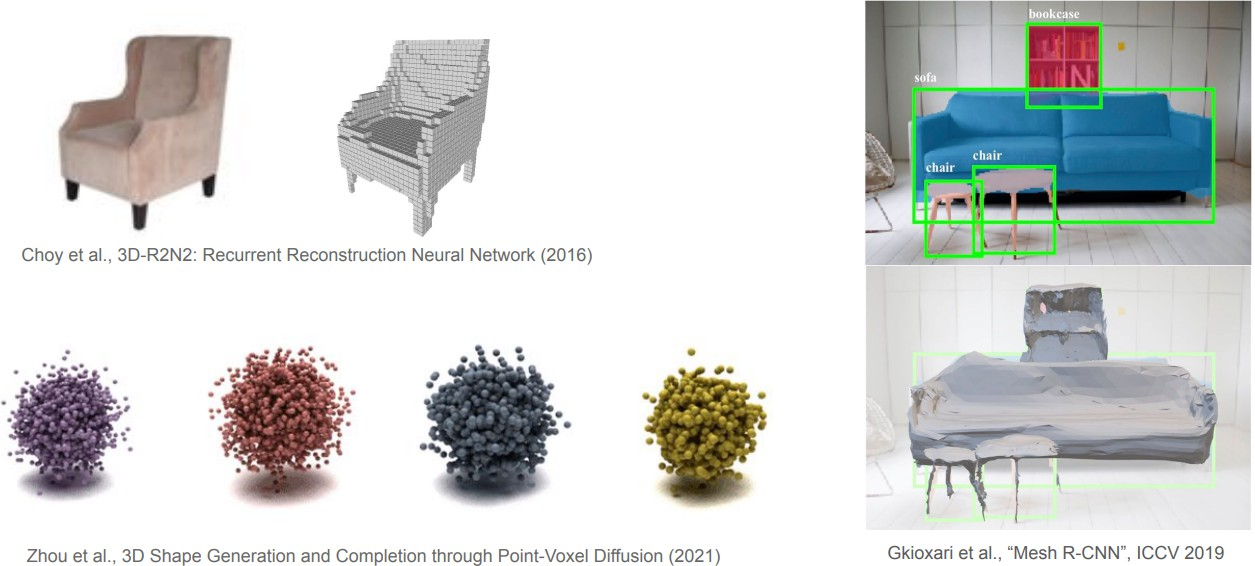 Choy et al., 3D-R2N2: Recurrent Reconstruction Neural Network (2016)
Zhou et al., 3D Shape Generation and Completion through Point-Voxel Diffusion (2021)
bookcase
N
sofa
chair
chair
Gkioxari et al., “Mesh R-CNN”, ICCV 2019